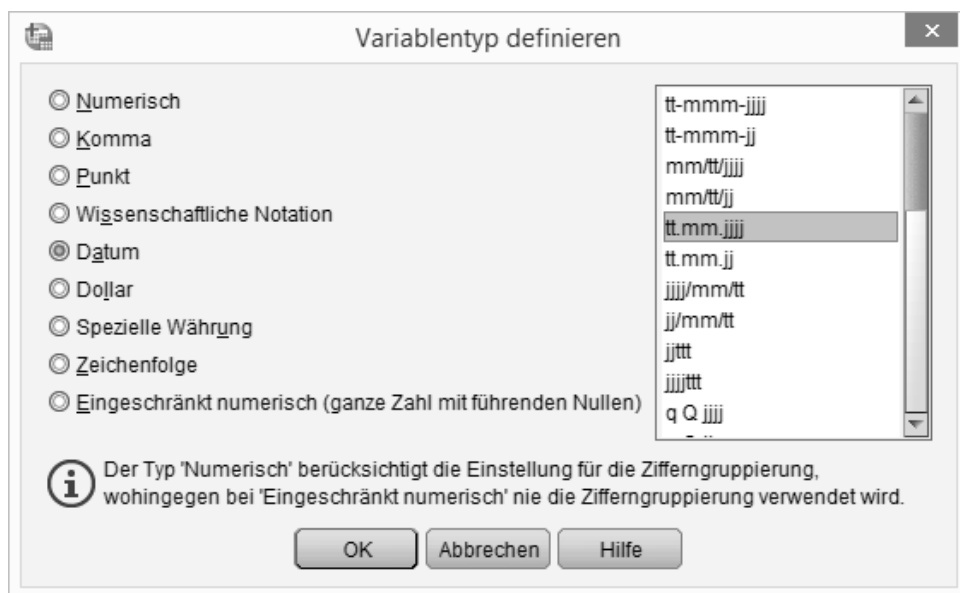 Variablentyp definieren
Numerisch
Komma
Punkt
Wissenschaftliche Notation
Datum
Dollar
Spezielle Währung
Zeichenfolge
Eingeschränkt numerisch (ganze Zahl mit führenden Nullen)
tt-mmm-jjjj
tt-mmm-jj
mm/tt/jjjj
mm/tt/jj
tt.mm.jjjj
tt.mm.jj
jjjj/mm/tt
jj/mm/tt
jjttt
jjjjttt
q Q jjjj
Der Typ 'Numerisch' berücksichtigt die Einstellung für die Zifferngruppierung,
wohingegen bei 'Eingeschränkt numerisch' nie die Zifferngruppierung verwendet wird.
OK
Abbrechen
Hilfe